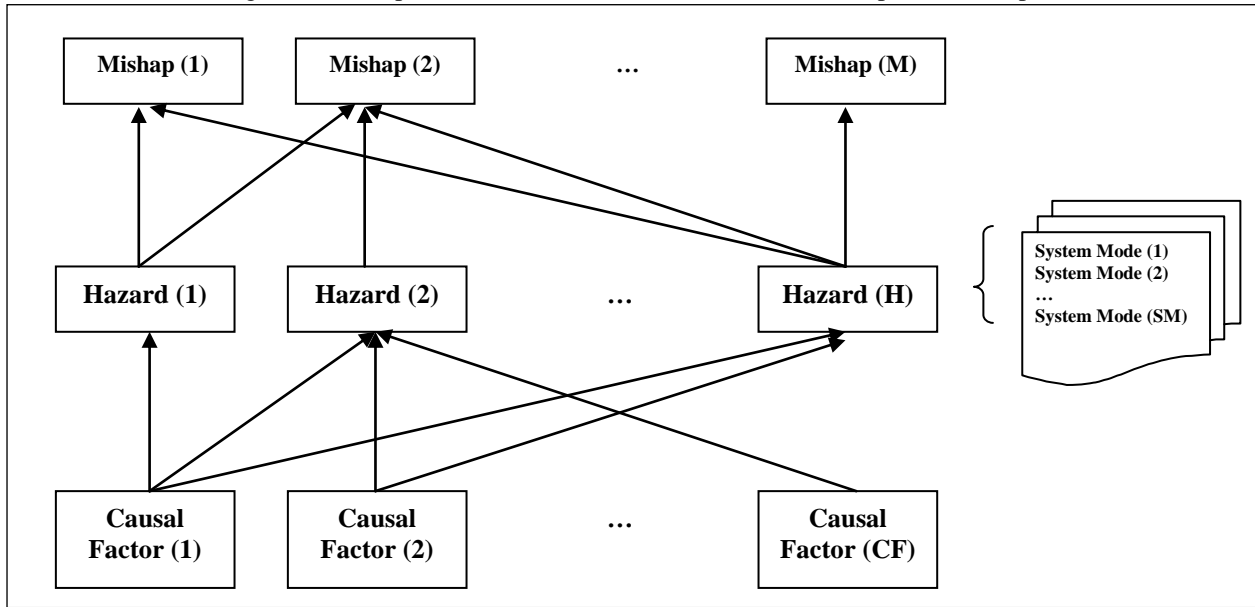 Mishap (1)
Mishap (2)
…
Mishap (M)
Hazard (1)
Hazard (2)
…
Hazard (H)
System Mode (1)
System Mode (2)
…
System Mode (SM)
Causal
Factor (1)
Causal
Factor (2)
…
Causal
Factor (CF)